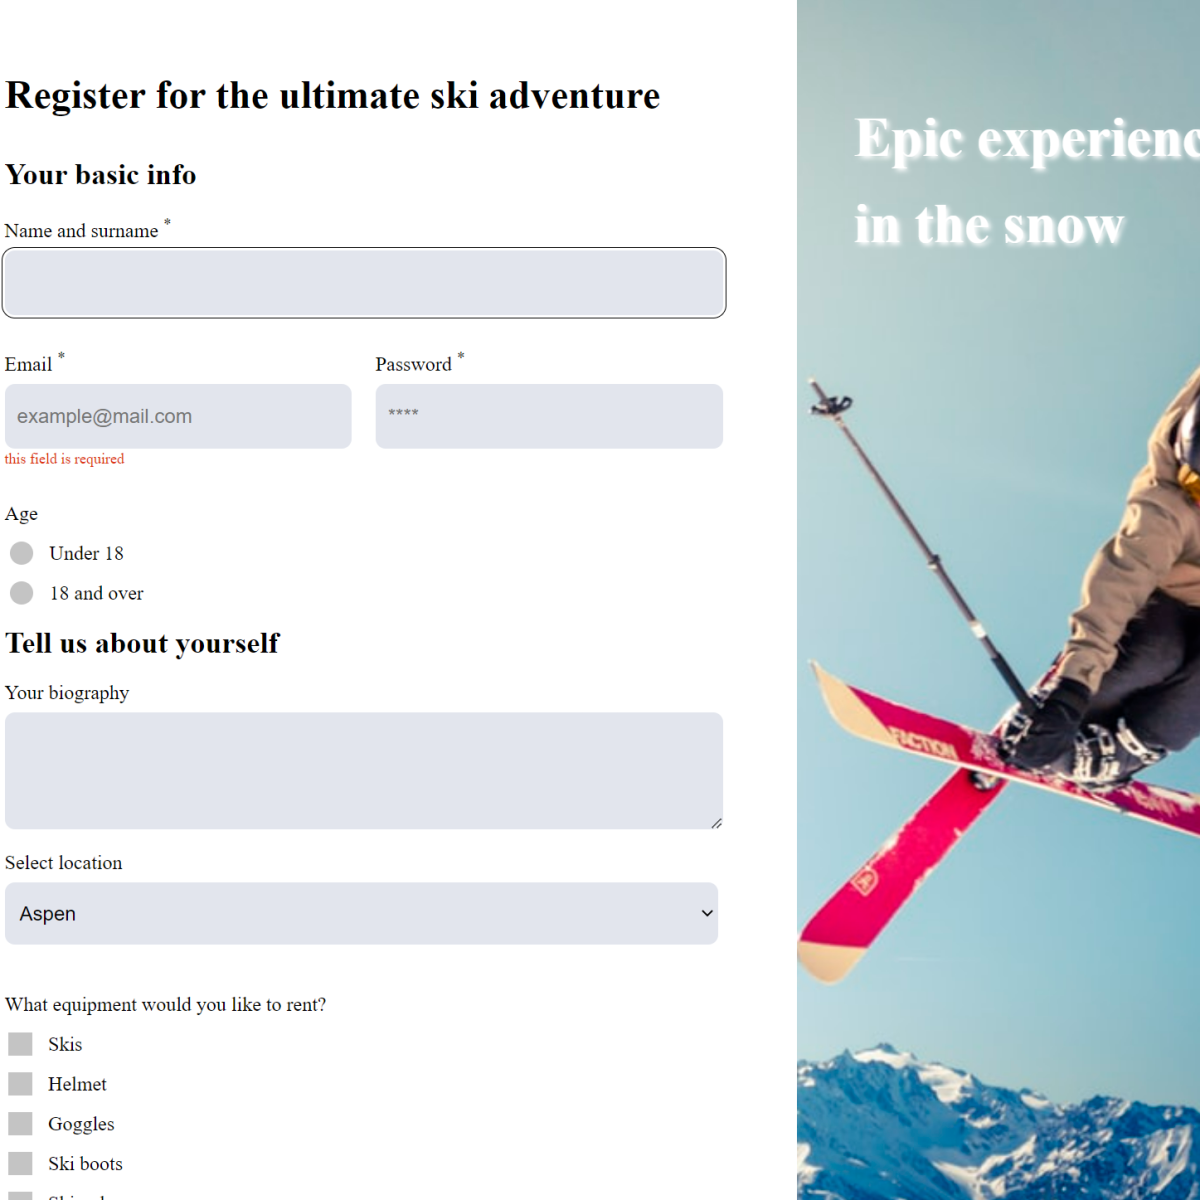 Register for the ultimate ski adventure
Your basic info
Name and surname *
Email *
Password *
example@mail.com
****
this field is required
Age
Under 18
18 and over
Tell us about yourself
Your biography
Select location
Aspen
What equipment would you like to rent?
Skis
Helmet
Goggles
Ski boots
Epic experienc
in the snow
FACTION